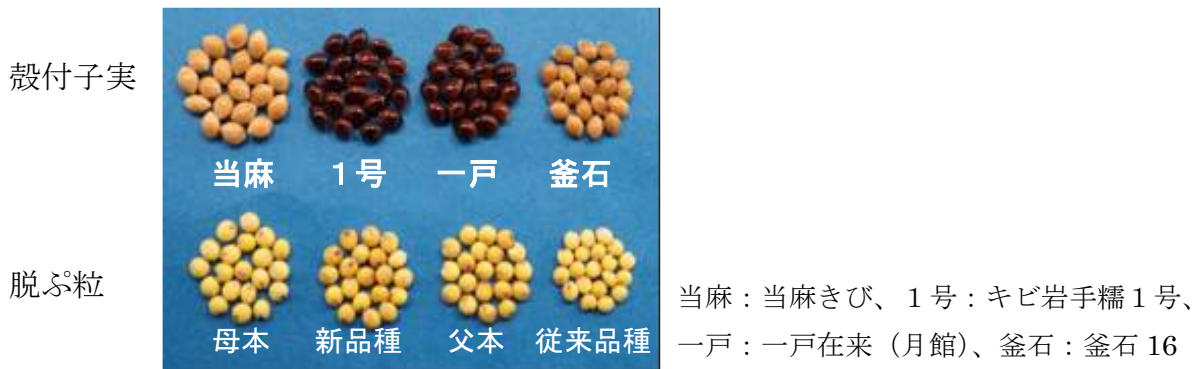 殻付子実
当麻 1号 一戸 釜石
脱ぷ粒
母本 新品種 父本 従来品種
当麻:当麻きび、1号:キビ岩手糯1号、
一戸:一戸在来(月舘)、釜石:釜石16